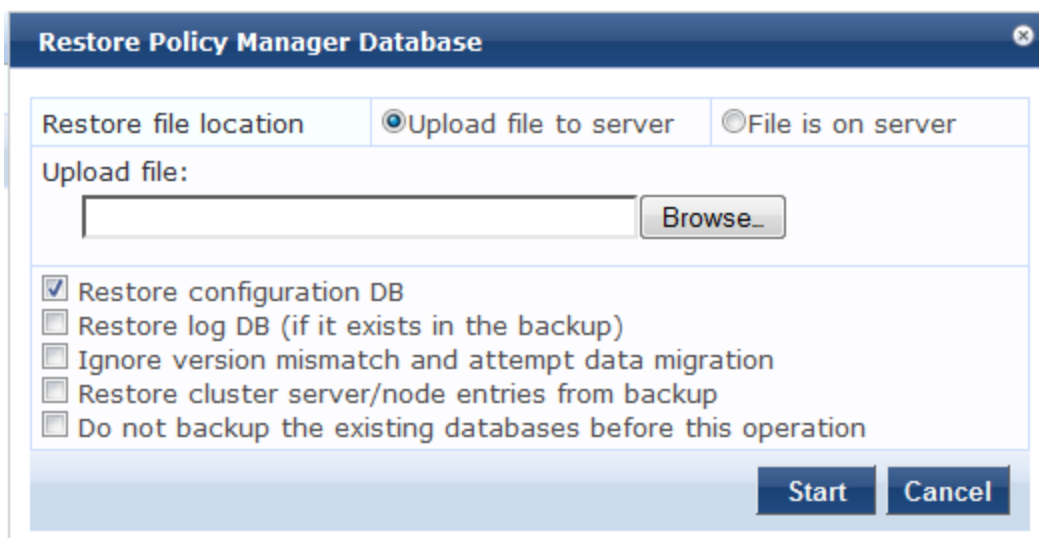 Restore Policy Manager Database
Restore file location Upload file to server File is on server
Upload file:
Browse_
Restore configuration DB
Restore log DB (if it exists in the backup)
Ignore version mismatch and attempt data migration
Restore cluster server/node entries from backup
Do not backup the existing databases before this operation
Start Cancel